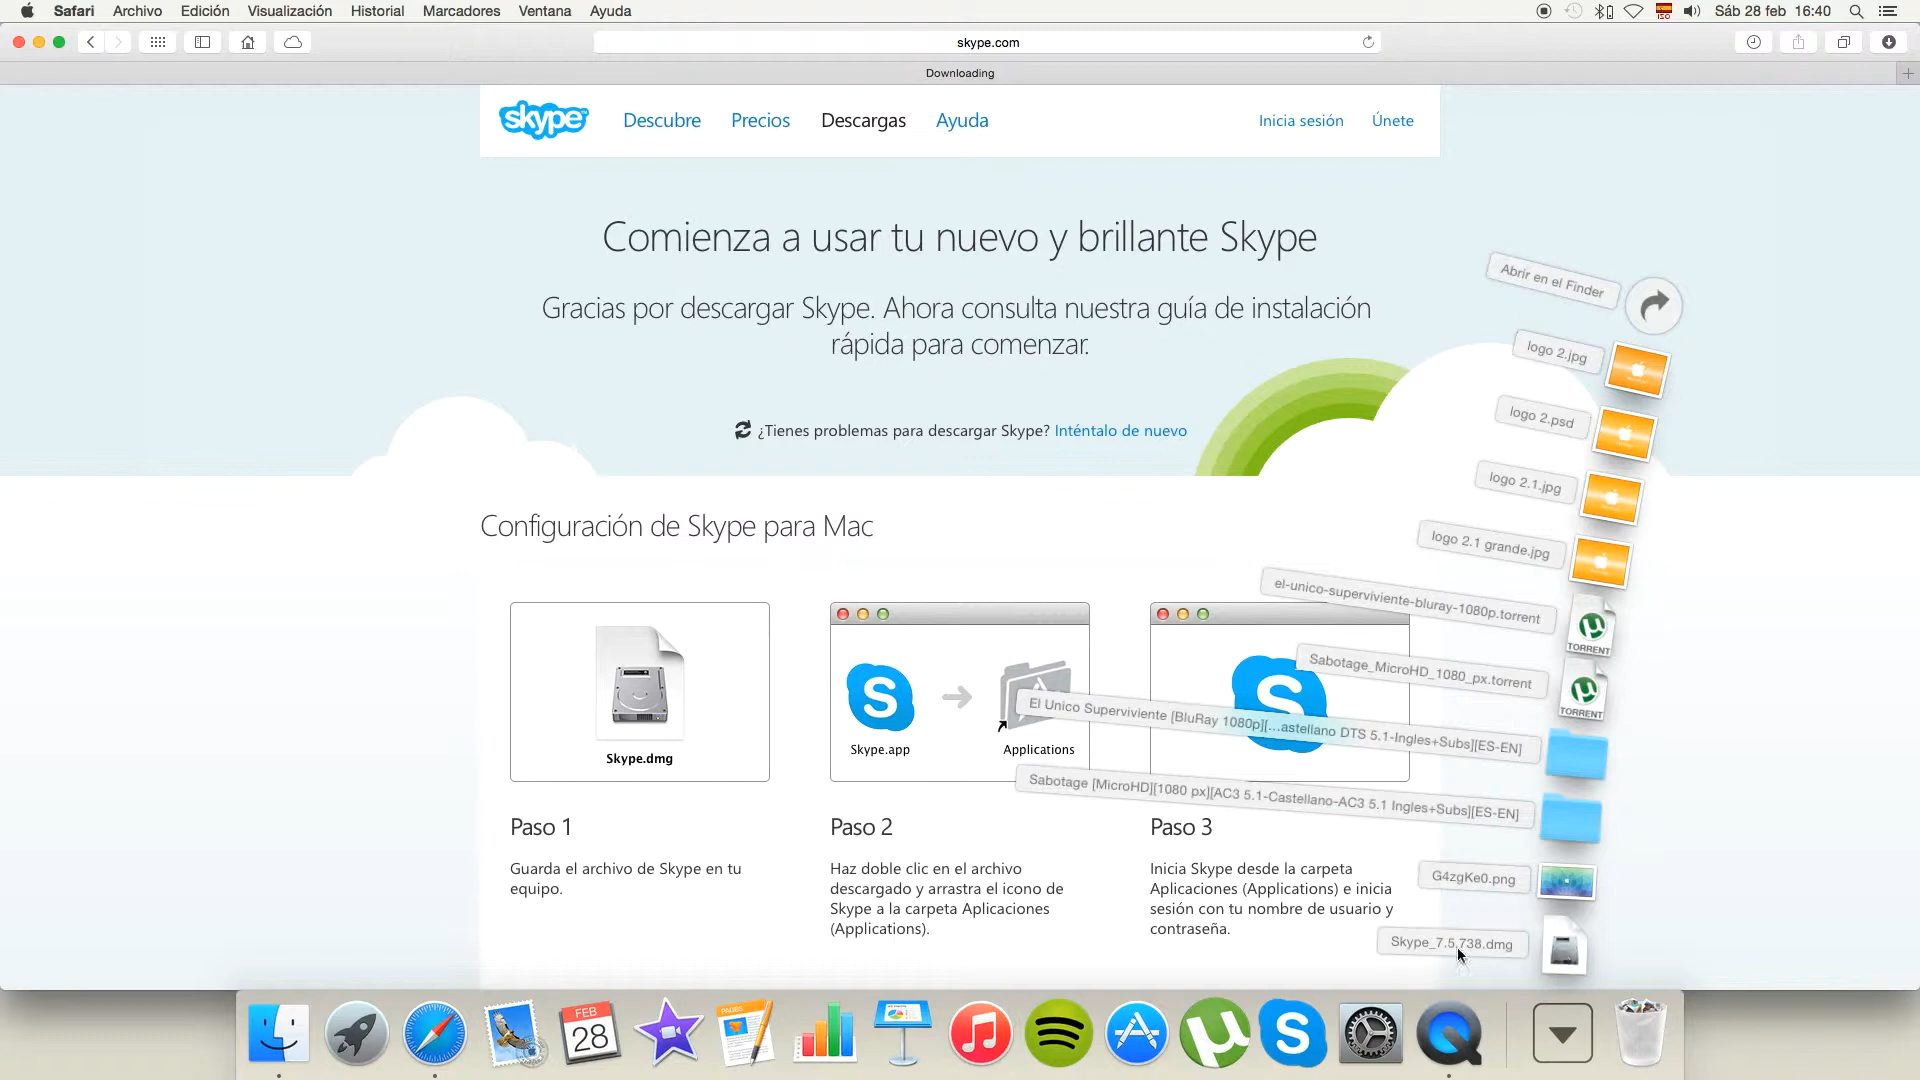 Safari Archivo Edición Visualización Historial Marcadores Ventana Ayuda
ISO
Sáb 28 feb 16:40
skype.com
Downloading
skype™
Descubre Precios Descargas Ayuda
Inicia sesión Únete
Comienza a usar tu nuevo y brillante Skype
Gracias por descargar Skype. Ahora consulta nuestra guía de instalación
rápida para comenzar.
¿Tienes problemas para descargar Skype? Inténtalo de nuevo
Configuración de Skype para Mac
Skype.dmg
Skype.app
Applications
Paso 1
Guarda el archivo de Skype en tu
equipo.
Paso 2
Haz doble clic en el archivo
descargado y arrastra el icono de
Skype a la carpeta Aplicaciones
(Applications).
Paso 3
Inicia Skype desde la carpeta
Aplicaciones (Applications) e inicia
sesión con tu nombre de usuario y
contraseña.
Abrir en el Finder
logo 2.jpg
logo 2.psd
logo 2.1.jpg
logo 2.1 grande.jpg
el-unico-superviviente-bluray-1080p.torrent
TORRENT
Sabotage_MicroHD_1080_px.torrent
TORRENT
El Unico Superviviente [BluRay 1080p][...astellano DTS 5.1-Ingles+Subs][ES-EN]
Sabotage [MicroHD][1080 px][AC3 5.1-Castellano-AC3 5.1 Ingles+Subs][ES-EN]
G4zgKe0.png
Skype_7.5.738.dmg
FEB
28
PAGES